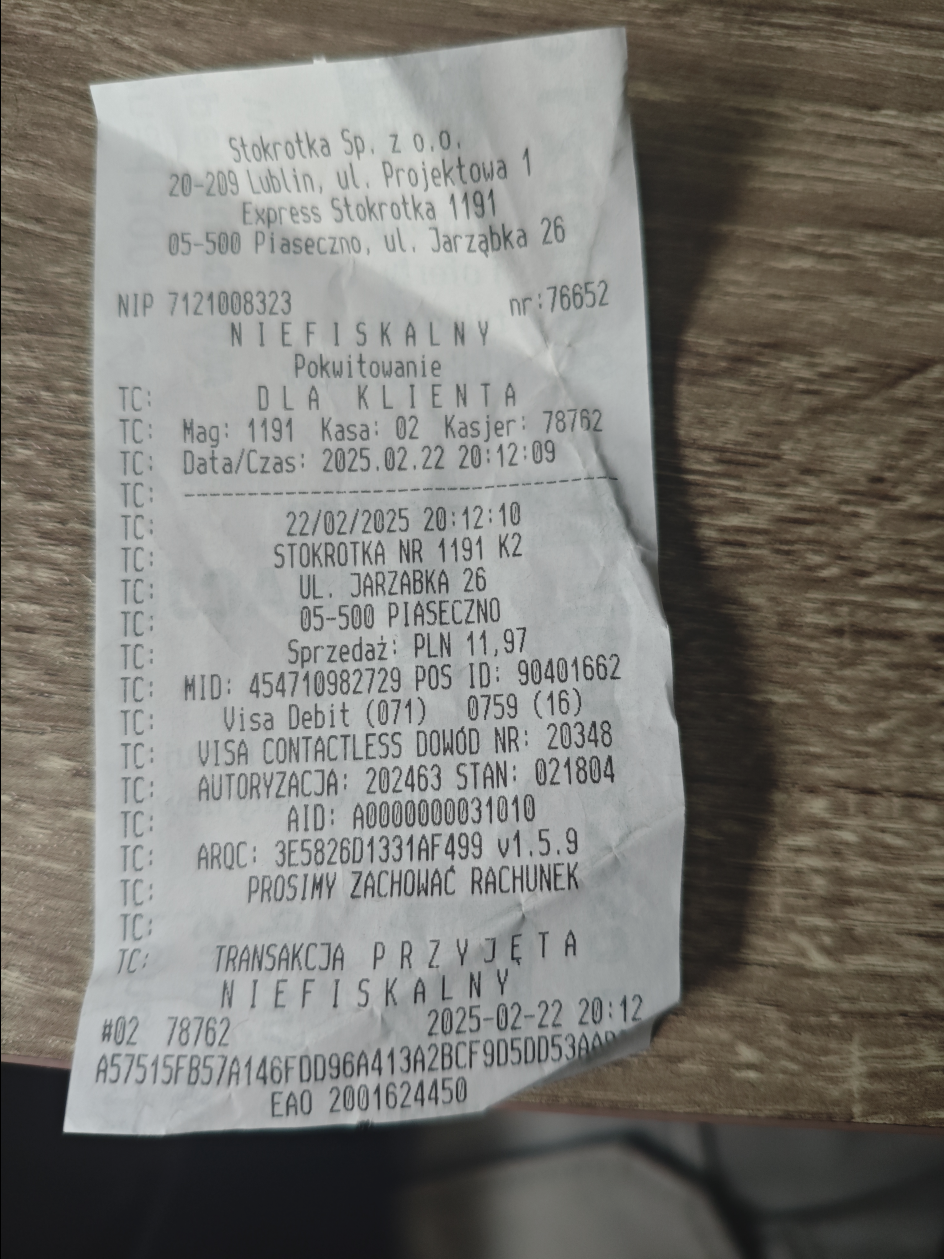 Stokrotka Sp. z o.o.
20-209 Lublin, ul. Projektowa 1
Express Stokrotka 1191
05-500 Piaseczno, ul. Jarząbka 26
NIP 7121008323 nr:76652
N I E F I S K A L N Y
Pokwitowanie
TC: D L A K L I E N T A
TC: Mag: 1191 Kasa: 02 Kasjer: 78762
TC: Data/Czas: 2025.02.22 20:12:09
TC: ------------------------------------------
TC: 22/02/2025 20:12:10
TC: STOKROTKA NR 1191 K2
TC: UL. JARZABKA 26
TC: 05-500 PIASECZNO
TC: Sprzedaż: PLN 11,97
TC: MID: 454710982729 POS ID: 90401662
TC: Visa Debit (071) 0759 (16)
TC: VISA CONTACTLESS DOWÓD NR: 20348
TC: AUTORYZACJA: 202463 STAN: 021804
TC: AID: A0000000031010
TC: ARQC: 3E5826D1331AF499 v1.5.9
TC: PROSIMY ZACHOWAĆ RACHUNEK
TC:
TC: TRANSAKCJA P R Z Y J Ę T A
N I E F I S K A L N Y
#02 78762 2025-02-22 20:12
EAO 2001624450